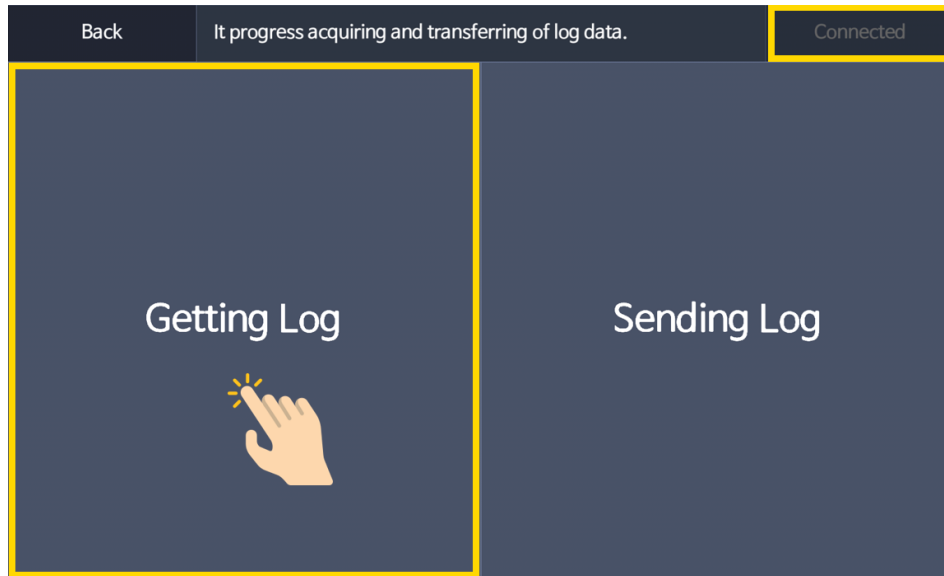 Back
It progress acquiring and transferring of log data.
Connected
Getting Log
Sending Log